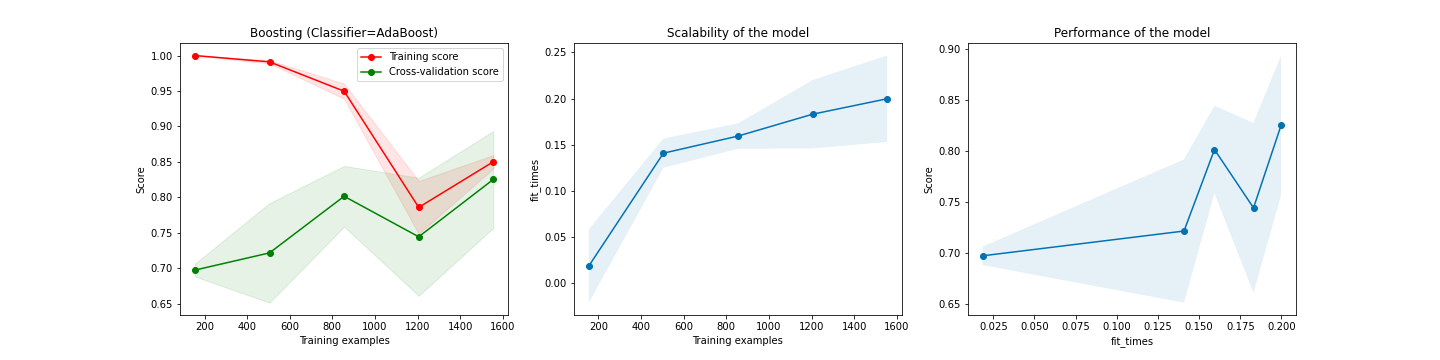 Boosting (Classifier=AdaBoost)
Score
1.00
0.95
0.90
0.85
0.80
0.75
0.70
0.65
Training score
Cross-validation score
200 400 600 800 1000 1200 1400 1600
Training examples
Scalability of the model
fit_times
0.25
0.20
0.15
0.10
0.05
0.00
200 400 600 800 1000 1200 1400 1600
Training examples
Performance of the model
Score
0.90
0.85
0.80
0.75
0.70
0.65
0.025 0.050 0.075 0.100 0.125 0.150 0.175 0.200
fit_times